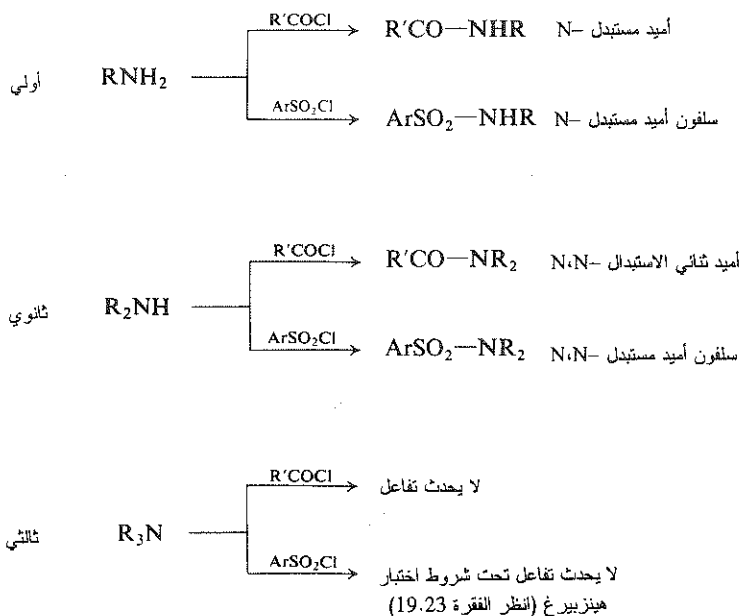 R′COCl
R′CO—NHR N– أميد مستبدل
أولي RNH₂
ArSO₂Cl
ArSO₂—NHR N– سلفون أميد مستبدل
R′COCl
R′CO—NR₂ N،N– أميد ثنائي الاستبدال
ثانوي R₂NH
ArSO₂Cl
ArSO₂—NR₂ N،N– سلفون أميد مستبدل
R′COCl
لا يحدث تفاعل
ثالثي R₃N
ArSO₂Cl
لا يحدث تفاعل تحت شروط اختبار
هينزبيرغ (انظر الفقرة 19.23)